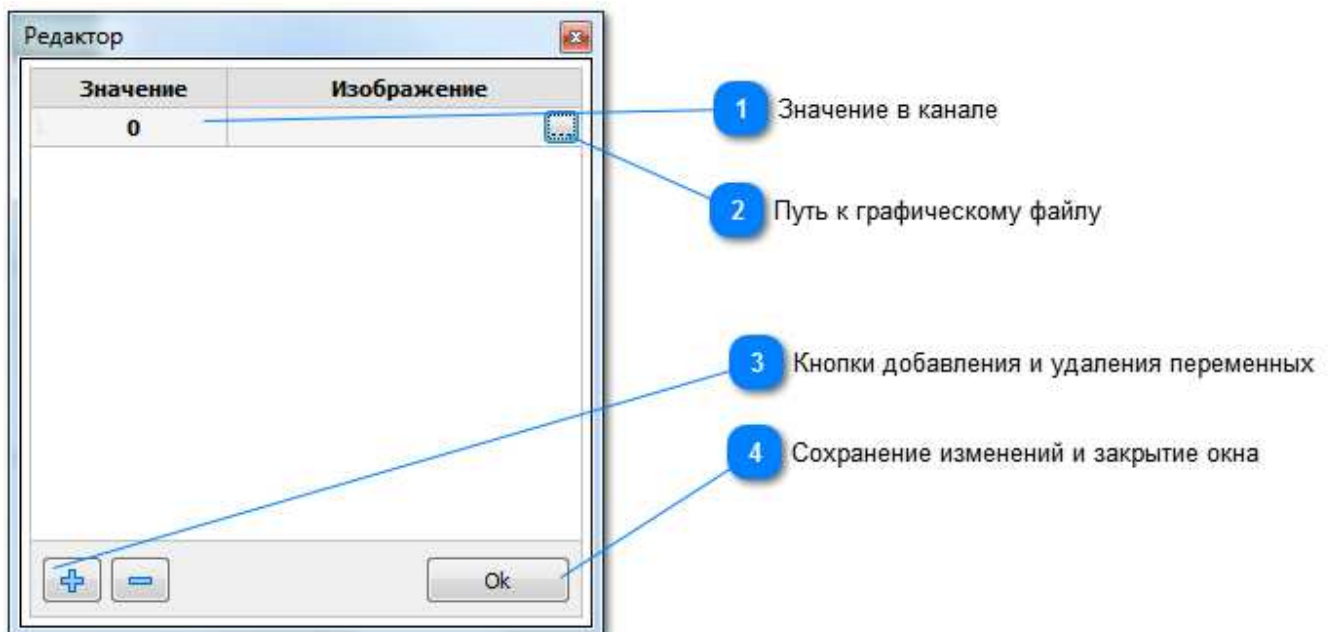 Редактор
Значение Изображение
0 ...
1 Значение в канале
2 Путь к графическому файлу
3 Кнопки добавления и удаления переменных
4 Сохранение изменений и закрытие окна
Ok